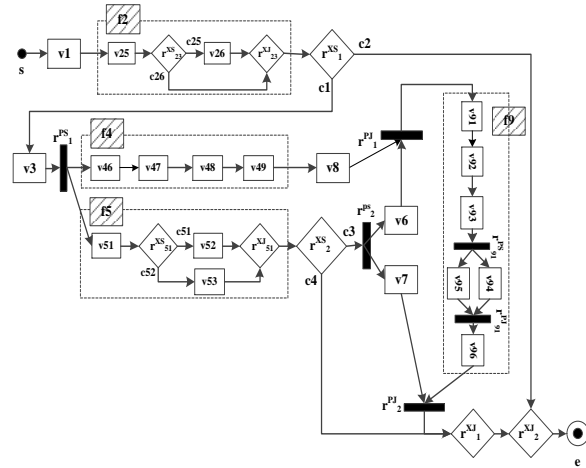 f2
v1
v25
r^XS_23
c25
v26
r^XJ_23
c26
r^XS_1
c2
c1
s
r^PS_1
f4
v3
v46
v47
v48
v49
v8
r^PJ_1
v91
f9
v92
v93
r^PS_91
v95
v94
r^PJ_91
v96
f5
v51
r^XS_51
c51
v52
r^XJ_51
c52
v53
r^XS_2
c3
c4
r^ps_2
v6
v7
r^PJ_2
r^XJ_1
r^XJ_2
e